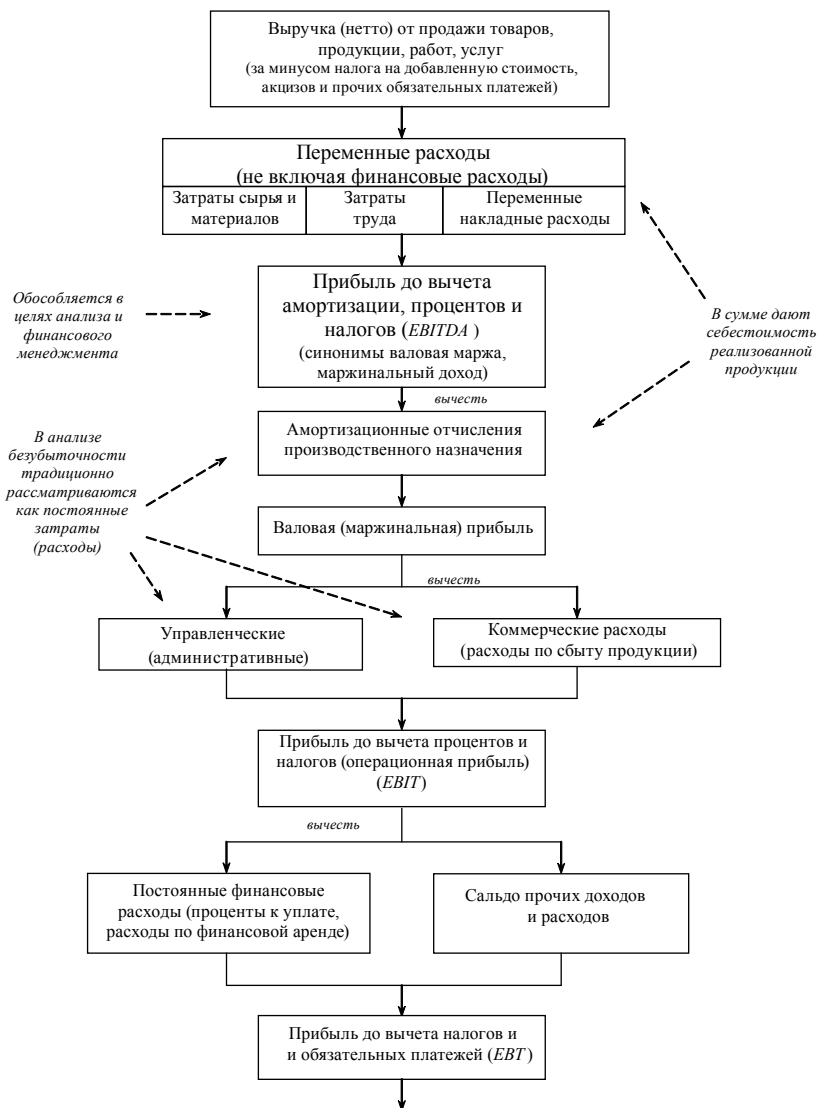 Выручка (нетто) от продажи товаров,
продукции, работ, услуг
(за минусом налога на добавленную стоимость,
акцизов и прочих обязательных платежей)
Переменные расходы
(не включая финансовые расходы)
Затраты сырья и
материалов
Затраты
труда
Переменные
накладные расходы
Обособляется в
целях анализа и
финансового
менеджмента
Прибыль до вычета
амортизации, процентов и
налогов (EBITDA )
(синонимы валовая маржа,
маржинальный доход)
В сумме дают
себестоимость
реализованной
продукции
вычесть
Амортизационные отчисления
производственного назначения
В анализе
безубыточности
традиционно
рассматриваются
как постоянные
затраты
(расходы)
Валовая (маржинальная) прибыль
вычесть
Управленческие
(административные)
Коммерческие расходы
(расходы по сбыту продукции)
Прибыль до вычета процентов и
налогов (операционная прибыль)
(EBIT)
вычесть
Постоянные финансовые
расходы (проценты к уплате,
расходы по финансовой аренде)
Сальдо прочих доходов
и расходов
Прибыль до вычета налогов и
и обязательных платежей (EBT )